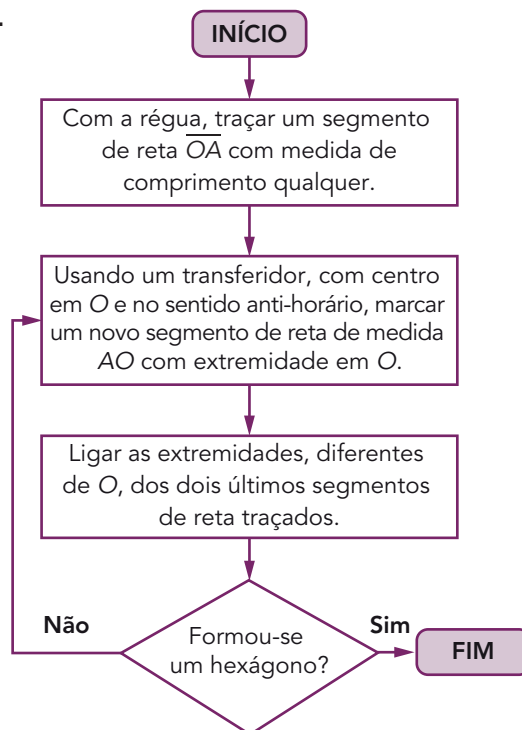 INÍCIO
Com a régua, traçar um segmento
de reta OA com medida de
comprimento qualquer.
Usando um transferidor, com centro
em O e no sentido anti-horário, marcar
um novo segmento de reta de medida
AO com extremidade em O.
Ligar as extremidades, diferentes
de O, dos dois últimos segmentos
de reta traçados.
Não
Formou-se
um hexágono?
Sim
FIM